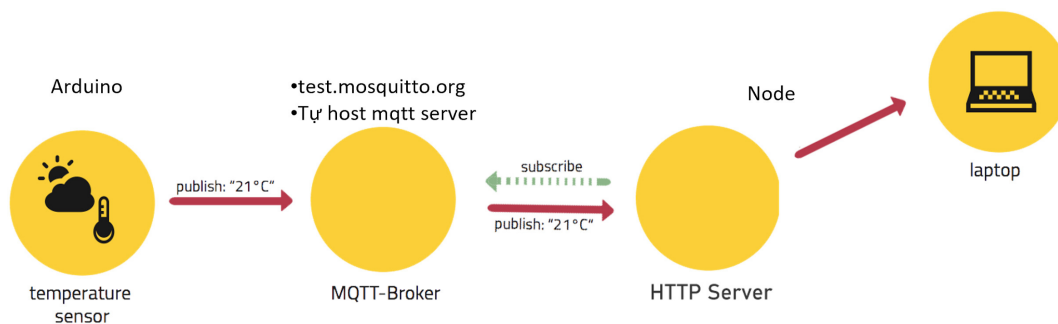 Arduino
•test.mosquitto.org
•Tự host mqtt server
Node
publish: "21°C"
subscribe
publish: "21°C"
laptop
temperature
sensor
MQTT-Broker
HTTP Server